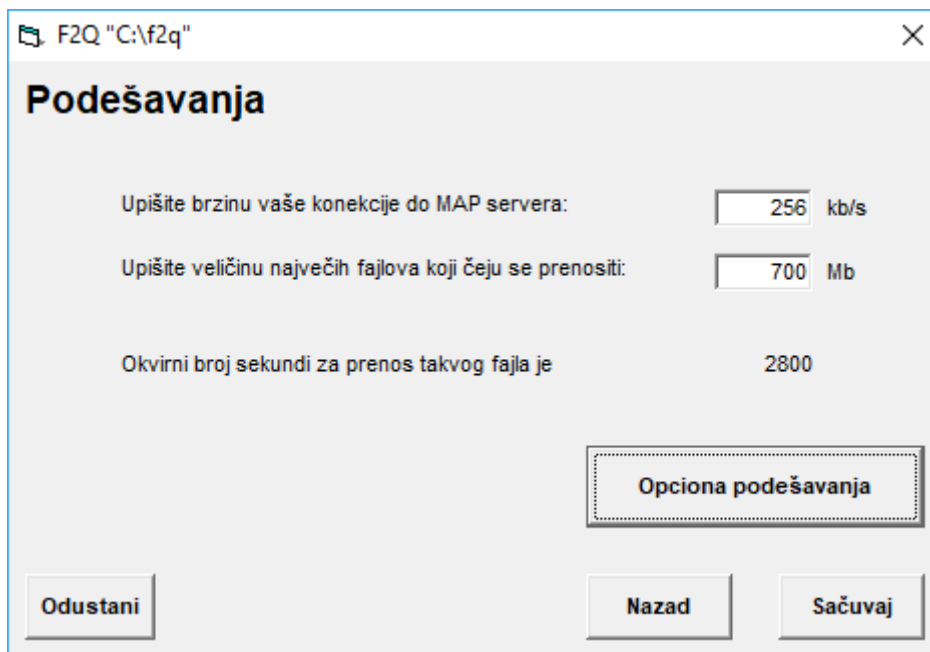 F2Q "C:\f2q"
Podešavanja
Upišite brzinu vaše konekcije do MAP servera: 256 kb/s
Upišite veličinu največih fajlova koji čeju se prenositi: 700 Mb
Okvirni broj sekundi za prenos takvog fajla je 2800
Opciona podešavanja
Odustani Nazad Sačuvaj